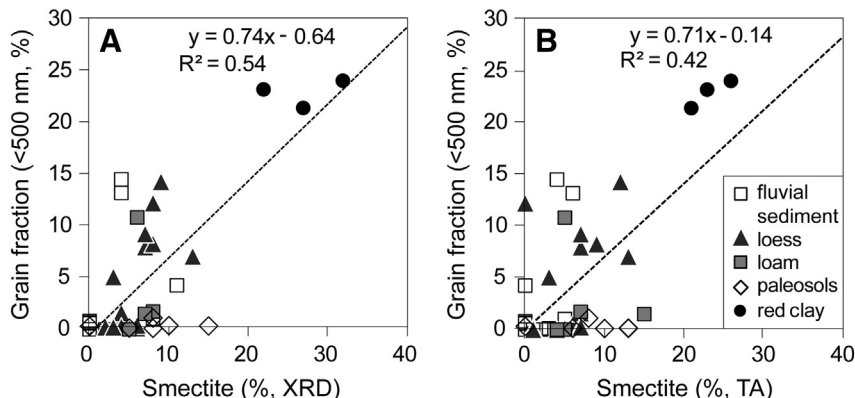 A
y = 0.74x - 0.64
R² = 0.54
Grain fraction (<500 nm, %)
30
25
20
15
10
5
0
0 10 20 30 40
Smectite (%, XRD)
B
y = 0.71x - 0.14
R² = 0.42
Grain fraction (<500 nm, %)
30
25
20
15
10
5
0
0 10 20 30 40
Smectite (%, TA)
fluvial
sediment
loess
loam
paleosols
red clay